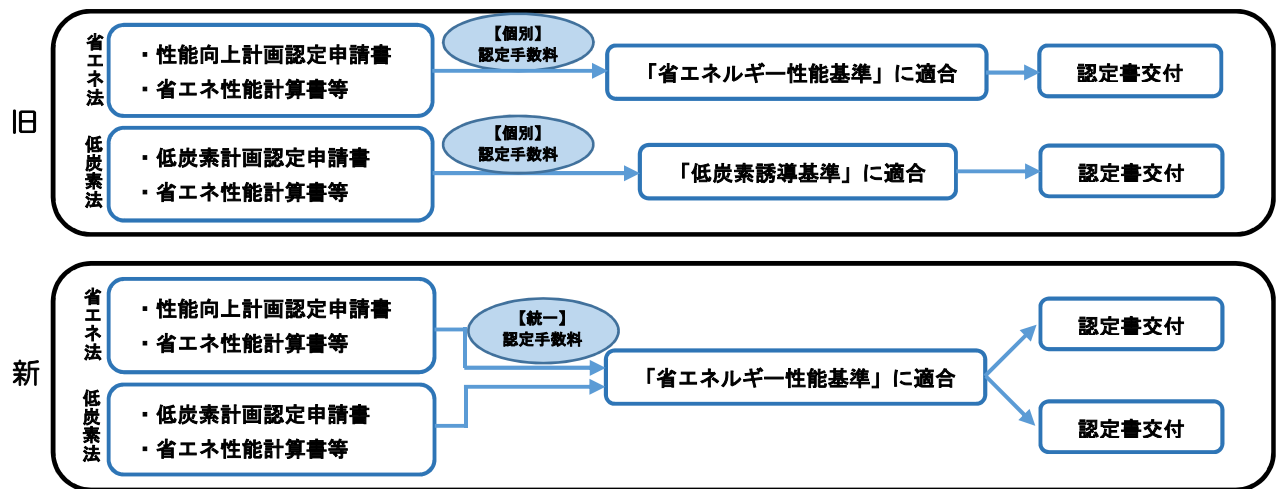 旧
省エネ法
・性能向上計画認定申請書
・省エネ性能計算書等
【個別】
認定手数料
「省エネルギー性能基準」に適合
認定書交付
低炭素法
・低炭素計画認定申請書
・省エネ性能計算書等
【個別】
認定手数料
「低炭素誘導基準」に適合
認定書交付
新
省エネ法
・性能向上計画認定申請書
・省エネ性能計算書等
【統一】
認定手数料
「省エネルギー性能基準」に適合
認定書交付
低炭素法
・低炭素計画認定申請書
・省エネ性能計算書等
認定書交付